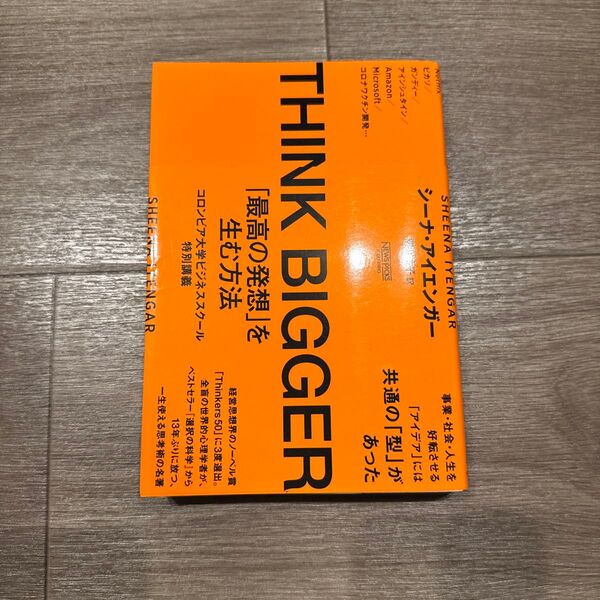 ピカソ/
ガンディー/
アインシュタイン/
Amazon/
Microsoft/
コロナワクチン開発…
THINK BIGGER
「最高の発想」を
生む方法
コロンビア大学ビジネススクール
特別講義
SHEENA IYENGAR
シーナ・アイエンガー
SHEENA IYENGAR
NEWSPICKS
事業・社会・人生を
好転させる
「アイデア」には
共通の「型」が
あった
経営思想界のノーベル賞
「Thinkers50」に3度選出。
全盲の世界的心理学者が、
ベストセラー『選択の科学』から
13年ぶりに放つ、
一生使える思考術の名著